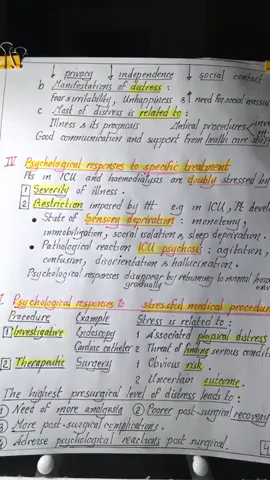 ↓ privacy ↓ independence ↓ social contact
b Manifestations of distress:
Fear & irritability, Unhappiness & ↑ need for social reassu
c Most of distress is related to:
Illness & its prognosis Medical procedures
Good communication and support from health care staff
IV Psychological responses to specific treatment
Pts in ICU and haemodialysis are doubly stressed by
1 Severity of illness.
2 Restriction imposed by ttt e.g in ICU, Pt develo
• State of Sensory deprivation: monotomy,
immobiligation, social isolation & sleep deprivation.
• Pathological reaction ICU psychosis: agitation,
confusion, disorientation & hallucination.
Psychological responses disappear by returning to normal hospital
gradually
Psychological responses to stressful medical procedure
Procedure Example Stress is related to:
1 Investigative Endoscopy 1 Associated physical distress
Cardiac catheter 2 Threat of finding serious condition
2 Therapeutic Surgery 1 Obvious risk.
2 Uncertain outcome.
The highest presurgical level of distress leads to:
1 Need of more analgesia 2 Poorer post-surgical recovery
3 More post-surgical complications.
4 Adverse psychological reactions post surgical.